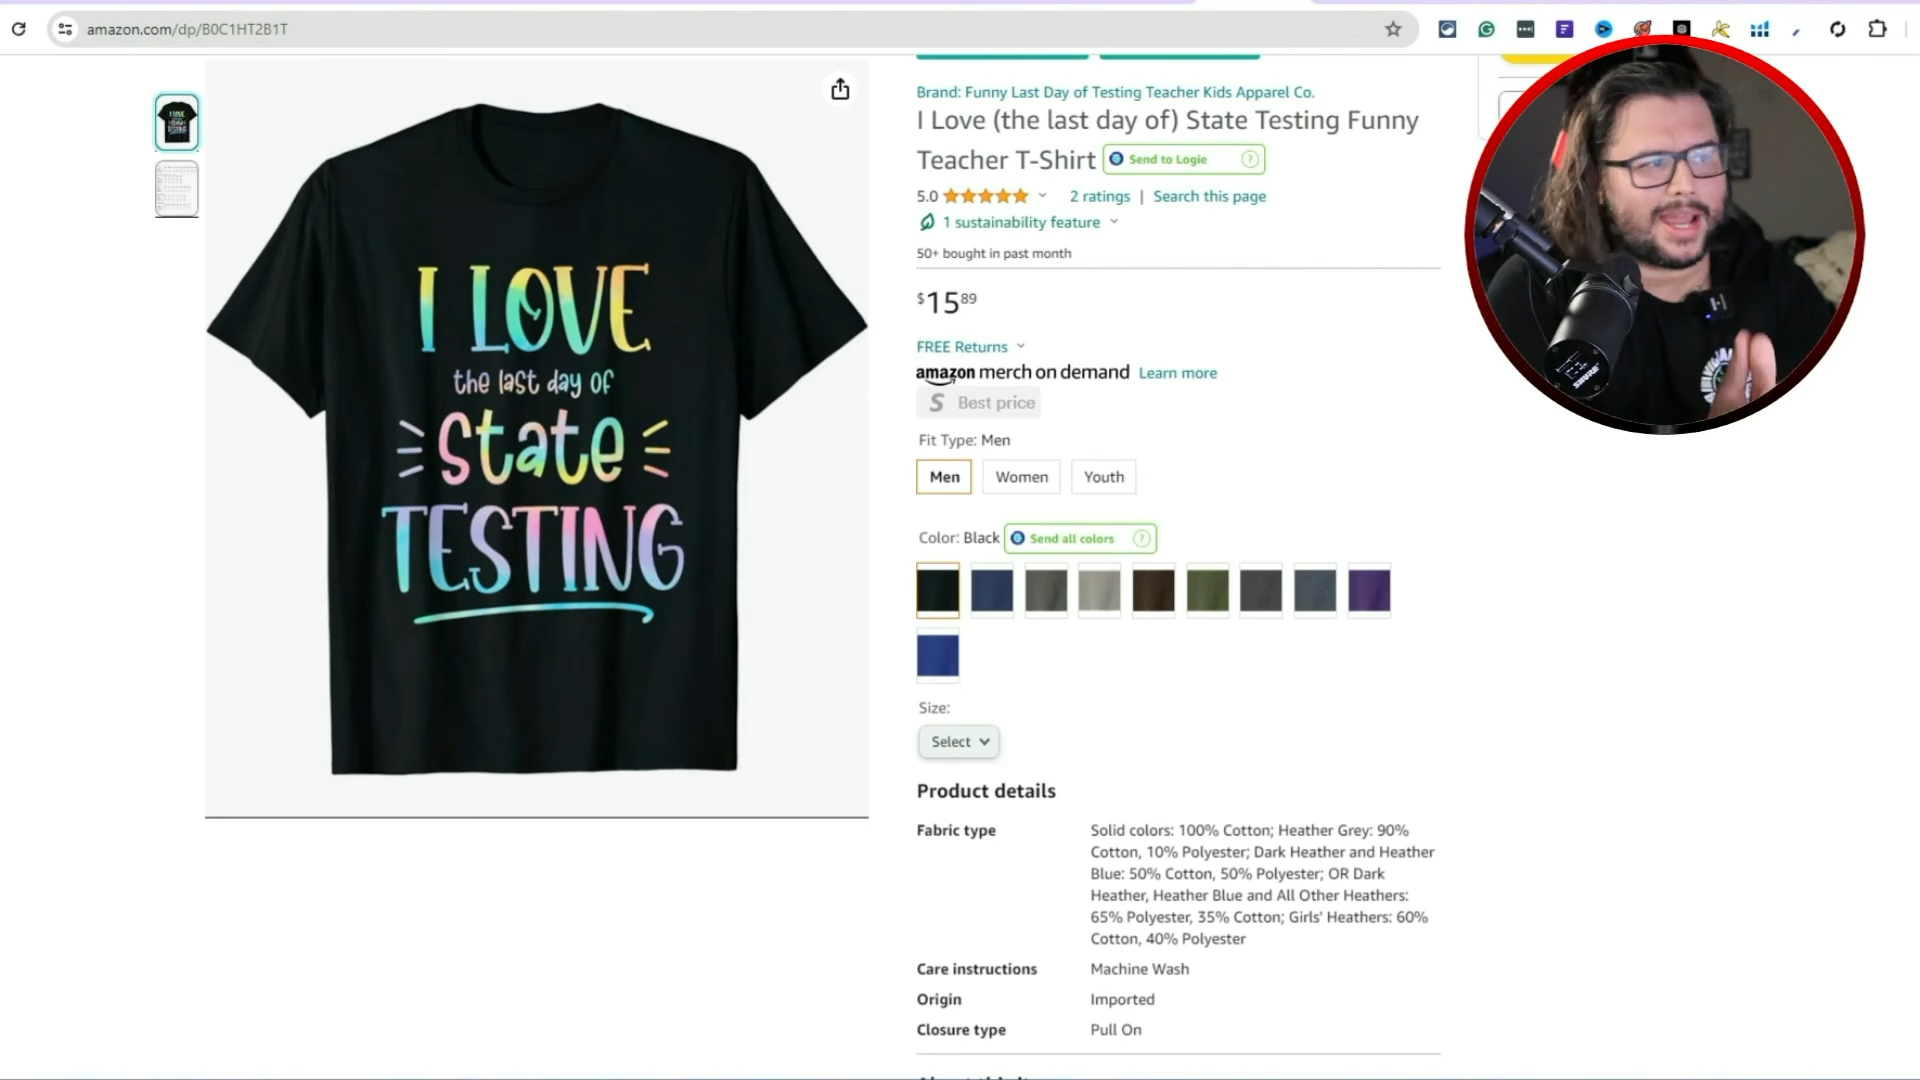 amazon.com/dp/B0C1HT2B1T
Brand: Funny Last Day of Testing Teacher Kids Apparel Co.
I Love (the last day of) State Testing Funny
Teacher T-Shirt
Send to Logie ?
5.0
2 ratings | Search this page
1 sustainability feature
50+ bought in past month
$15 89
FREE Returns
amazon merch on demand Learn more
S Best price
Fit Type: Men
Men Women Youth
Color: Black
Send all colors ?
Size:
Select
Product details
Fabric type
Solid colors: 100% Cotton; Heather Grey: 90%
Cotton, 10% Polyester; Dark Heather and Heather
Blue: 50% Cotton, 50% Polyester; OR Dark
Heather, Heather Blue and All Other Heathers:
65% Polyester, 35% Cotton; Girls' Heathers: 60%
Cotton, 40% Polyester
Care instructions Machine Wash
Origin Imported
Closure type Pull On
I LOVE
the last day of
state
TESTING
SHURE